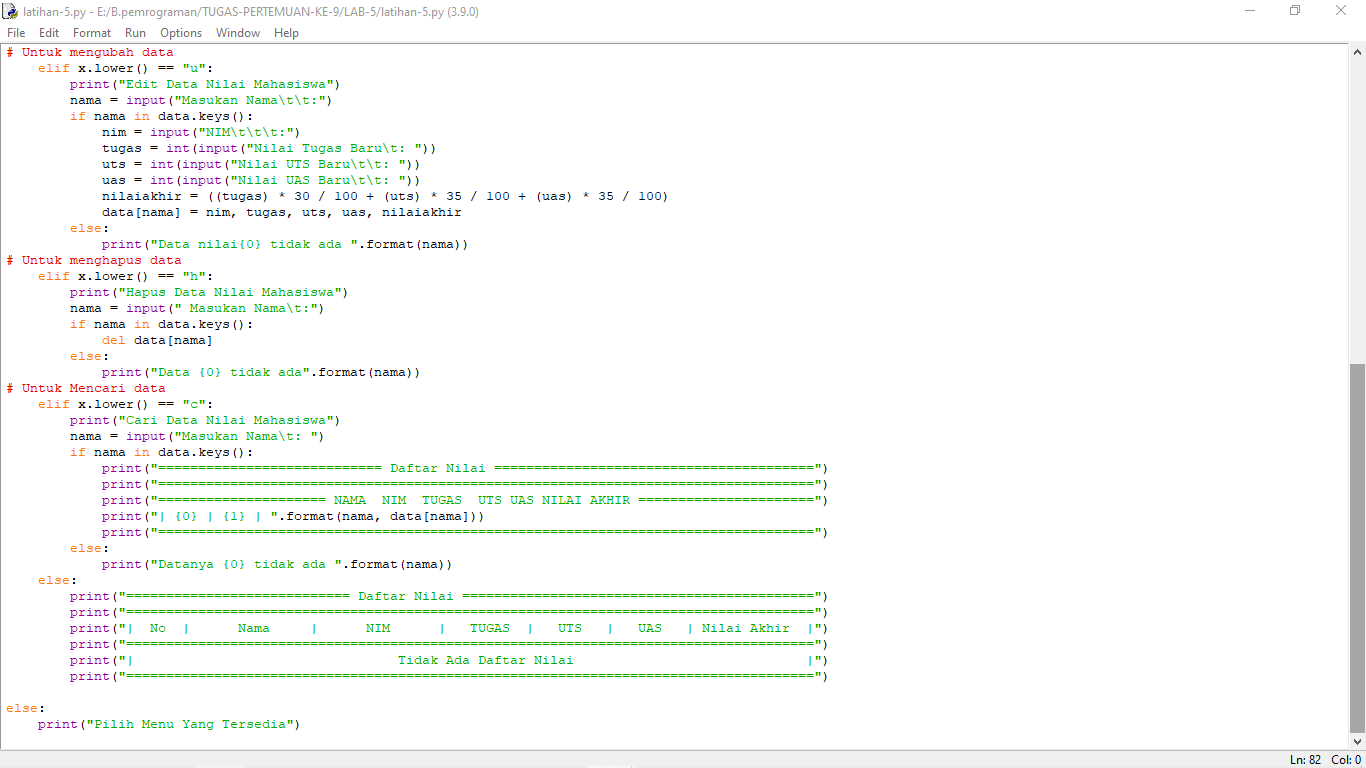 latihan-5.py - E:/B.pemrograman/TUGAS-PERTEMUAN-KE-9/LAB-5/latihan-5.py (3.9.0)
File Edit Format Run Options Window Help
# Untuk mengubah data
    elif x.lower() == "u":
        print("Edit Data Nilai Mahasiswa")
        nama = input("Masukan Nama\t\t:")
        if nama in data.keys():
            nim = input("NIM\t\t\t:")
            tugas = int(input("Nilai Tugas Baru\t: "))
            uts = int(input("Nilai UTS Baru\t\t: "))
            uas = int(input("Nilai UAS Baru\t\t: "))
            nilaiakhir = ((tugas) * 30 / 100 + (uts) * 35 / 100 + (uas) * 35 / 100)
            data[nama] = nim, tugas, uts, uas, nilaiakhir
        else:
            print("Data nilai{0} tidak ada ".format(nama))
# Untuk menghapus data
    elif x.lower() == "h":
        print("Hapus Data Nilai Mahasiswa")
        nama = input(" Masukan Nama\t:")
        if nama in data.keys():
            del data[nama]
        else:
            print("Data {0} tidak ada".format(nama))
# Untuk Mencari data
    elif x.lower() == "c":
        print("Cari Data Nilai Mahasiswa")
        nama = input("Masukan Nama\t: ")
        if nama in data.keys():
            print("============================ Daftar Nilai ========================================")
            print("==================================================================================")
            print("===================== NAMA  NIM  TUGAS  UTS UAS NILAI AKHIR ======================")
            print("| {0} | {1} | ".format(nama, data[nama]))
            print("==================================================================================")
        else:
            print("Datanya {0} tidak ada ".format(nama))
    else:
        print("============================ Daftar Nilai ============================================")
        print("======================================================================================")
        print("|  No  |      Nama     |      NIM      |   TUGAS  |   UTS   |   UAS   | Nilai Akhir  |")
        print("======================================================================================")
        print("|                                 Tidak Ada Daftar Nilai                             |")
        print("======================================================================================")
else:
    print("Pilih Menu Yang Tersedia")
Ln: 82 Col: 0